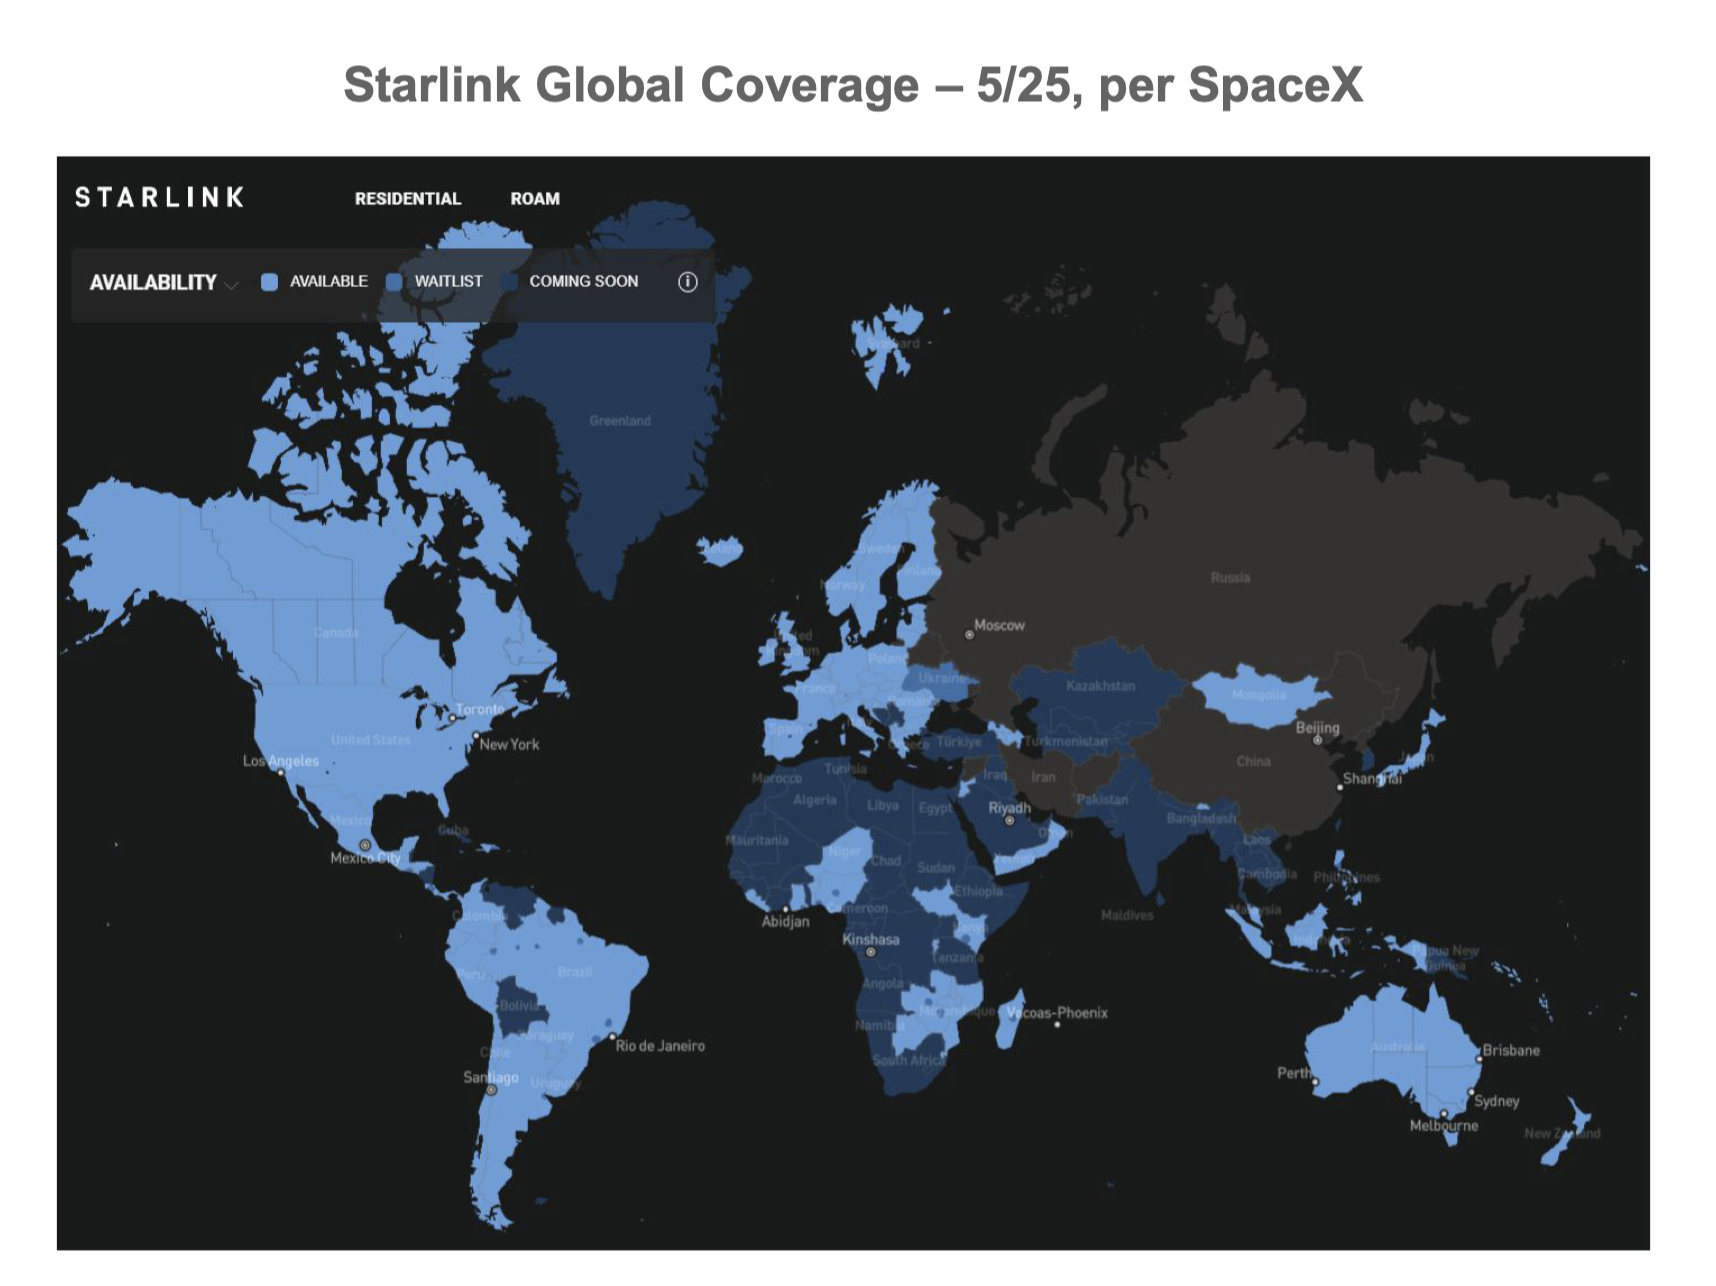 Starlink Global Coverage – 5/25, per SpaceX
STARLINK
RESIDENTIAL
ROAM
AVAILABILITY
AVAILABLE
WAITLIST
COMING SOON
Svalbard
Greenland
Sweden
Finland
Norway
Russia
Moscow
Canada
United Kingdom
Poland
Ukraine
Kazakhstan
Mongolia
France
Romania
Toronto
New York
United States
Los Angeles
Spain
Greece
Türkiye
Turkmenistan
Beijing
Japan
China
Shanghai
Morocco
Tunisia
Iraq
Iran
Algeria
Libya
Egypt
Riyadh
Pakistan
Bangladesh
Mexico
Mexico City
Cuba
Mauritania
Oman
Laos
Niger
Chad
Sudan
Yemen
Ethiopia
Cambodia
Philippines
Colombia
Abidjan
Cameroon
Maldives
Malaysia
Kinshasa
Kenya
Indonesia
Tanzania
Papua New
Guinea
Peru
Brazil
Angola
Bolivia
Mozambique
Vacoas-Phoenix
Namibia
Paraguay
Rio de Janeiro
Chile
South Africa
Australia
Brisbane
Perth
Santiago
Uruguay
Sydney
Melbourne
New Zealand